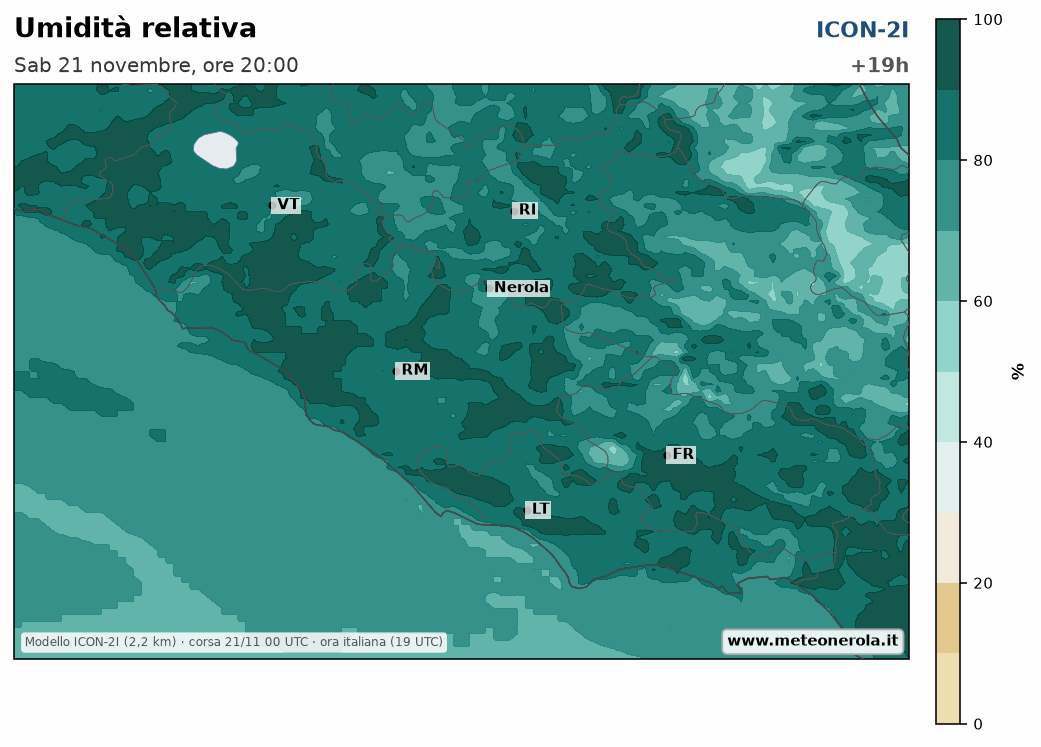 Umidità relativa
ICON-2I
Sab 21 novembre, ore 20:00
+19h
100
80
60
40
20
0
%
VT
RI
Nerola
RM
FR
LT
Modello ICON-2I (2,2 km) · corsa 21/11 00 UTC · ora italiana (19 UTC)
www.meteonerola.it